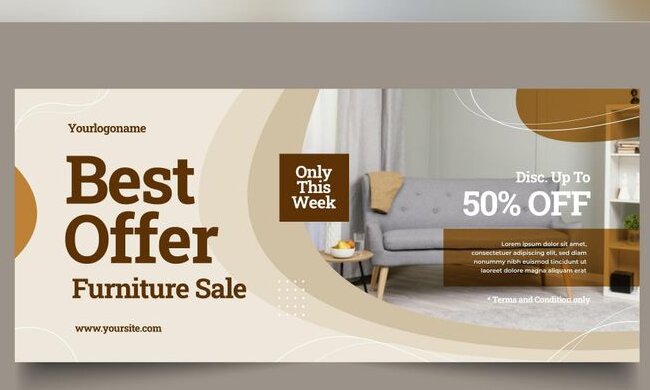 Yourlogoname
Best
Offer
Furniture Sale
www.yoursite.com
Only
This
Week
Disc. Up To
50% OFF
Lorem ipsum dolor sit amet,
consectetuer adipiscing elit, sed diam
nonummy nibh euismod tincidunt ut
laoreet dolore magna aliquam erat
* Terms and Condition only